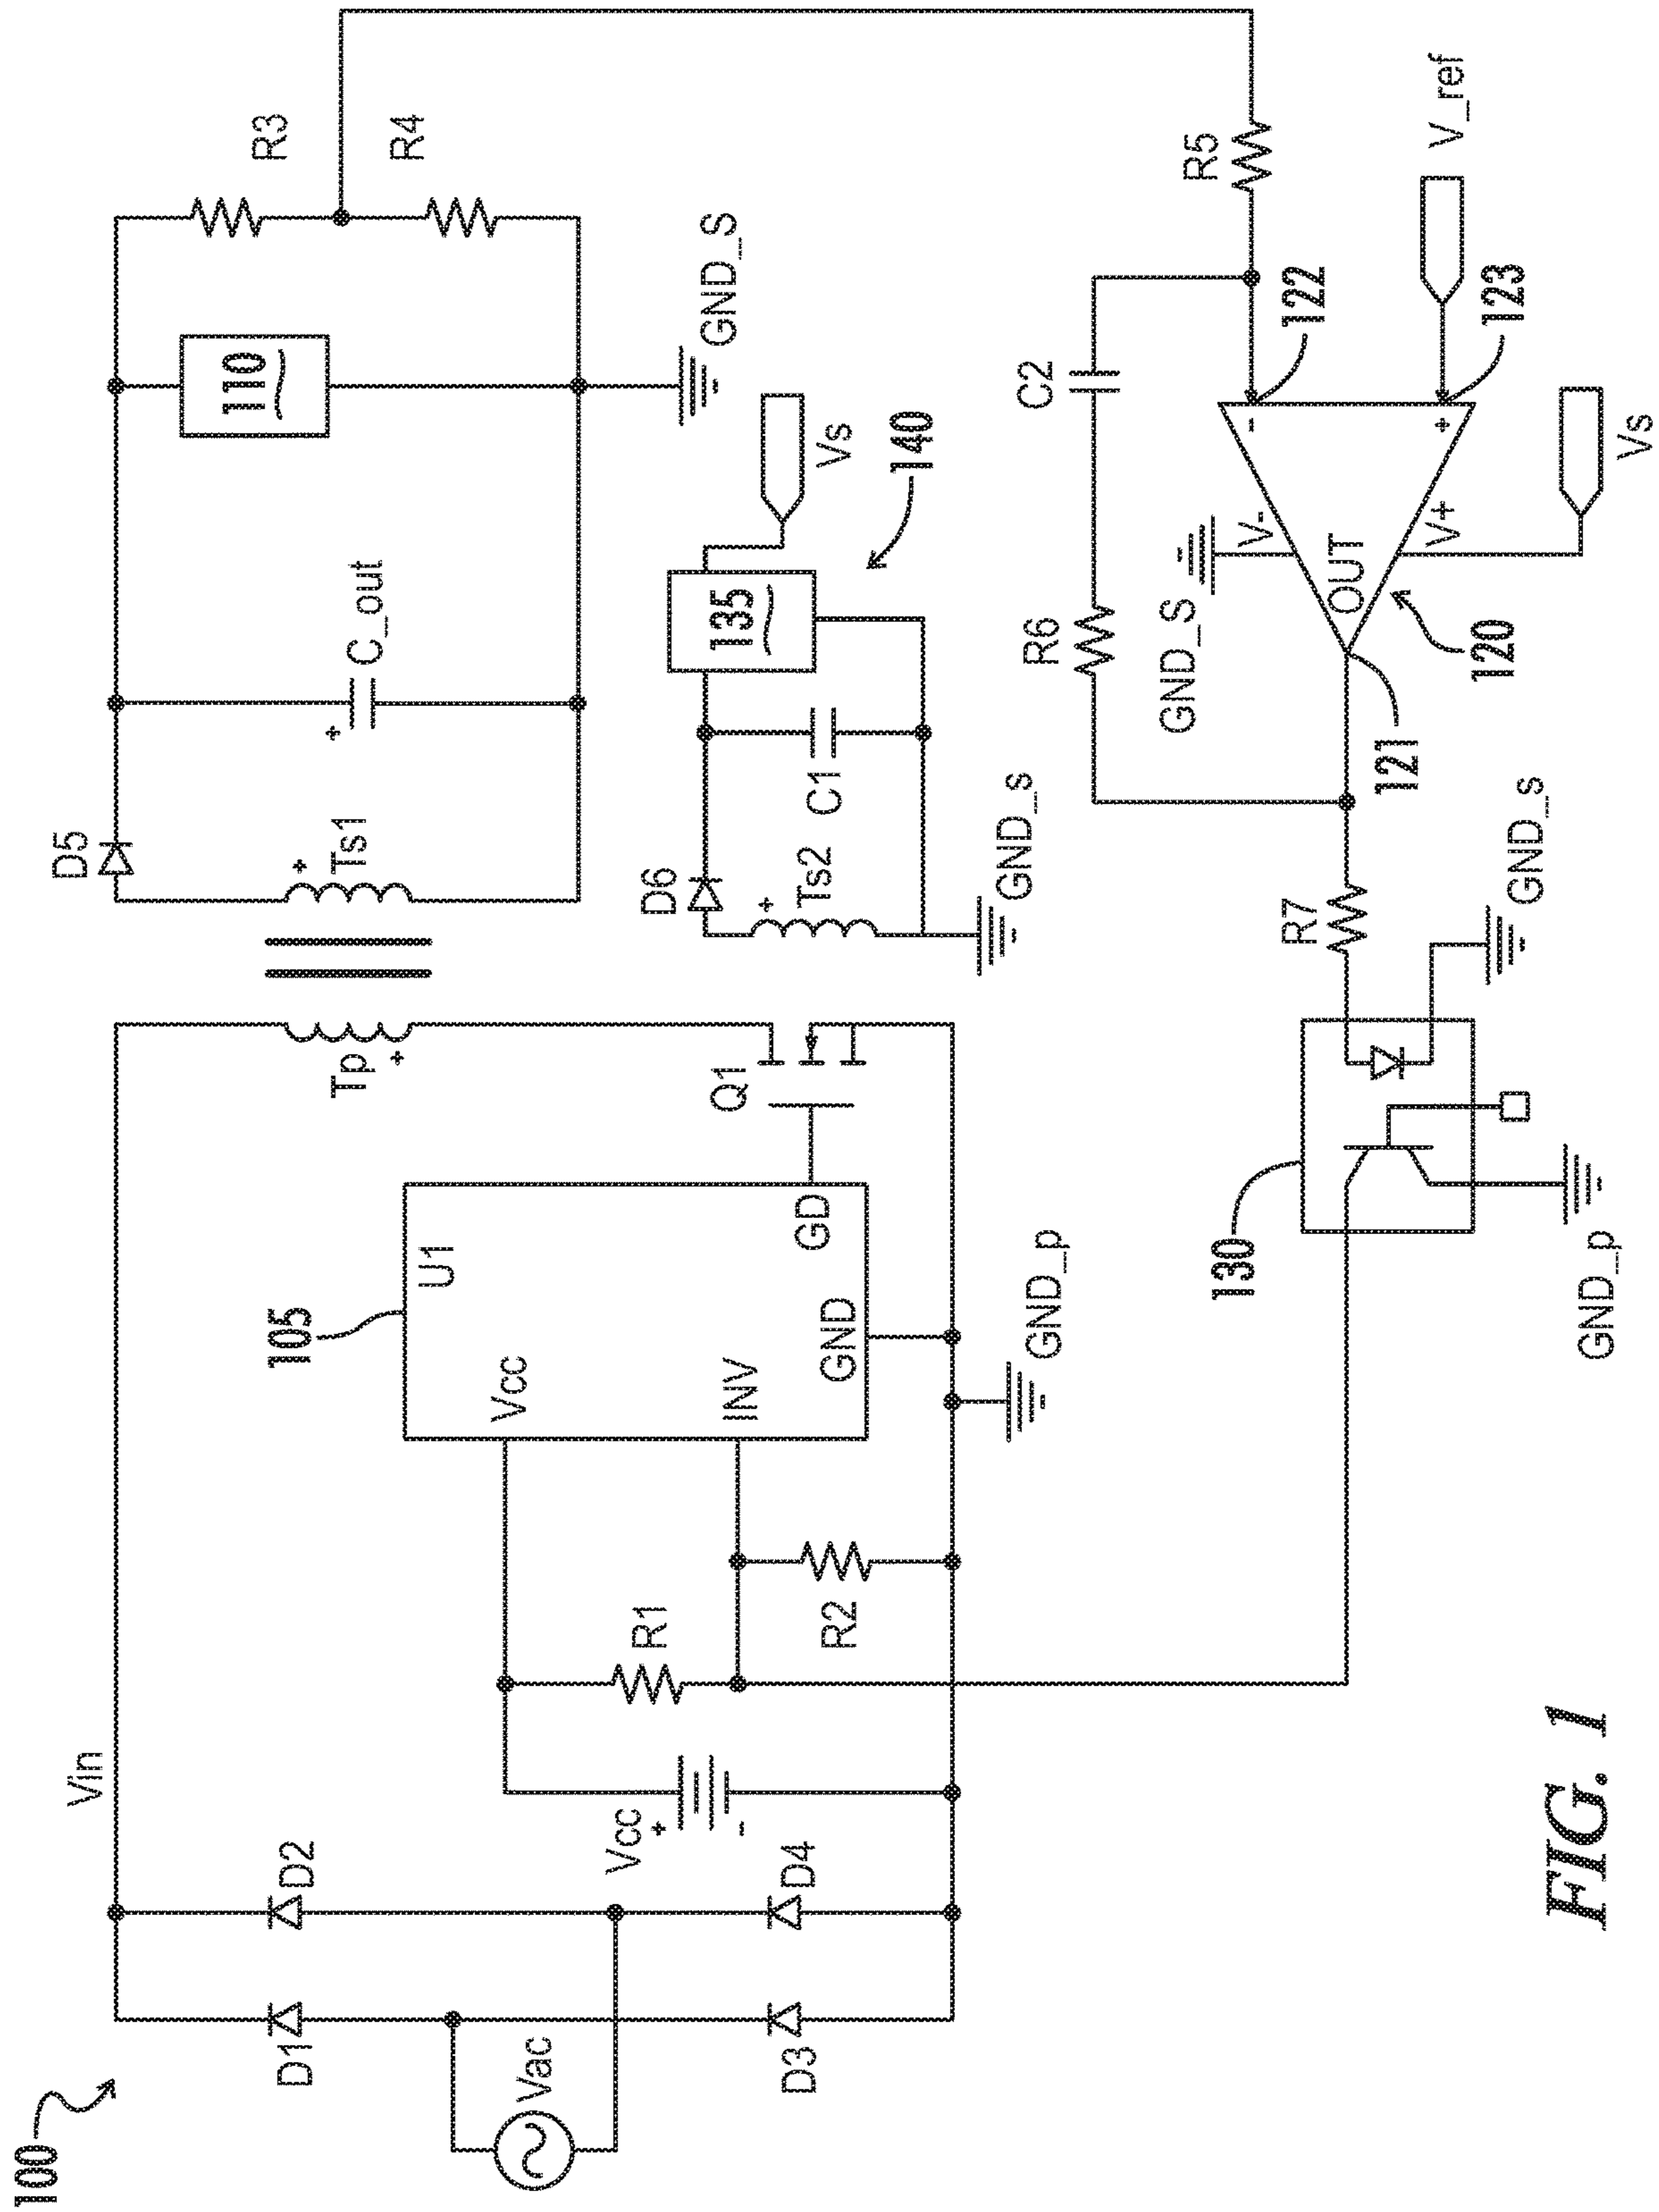 100
Vin
D1
D2
Vac
D3
D4
Vcc
+
-
R1
R2
105
U1
Vcc
INV
GND
GD
Q1
GND_p
Tp
+
D5
+
Ts1
+
C_out
110
R3
R4
GND_S
D6
+
Ts2
C1
135
Vs
140
GND_s
R5
C2
R6
122
V_ref
123
-
+
V-
V+
OUT
GND_S
Vs
120
121
R7
GND_s
130
GND_p
FIG. 1